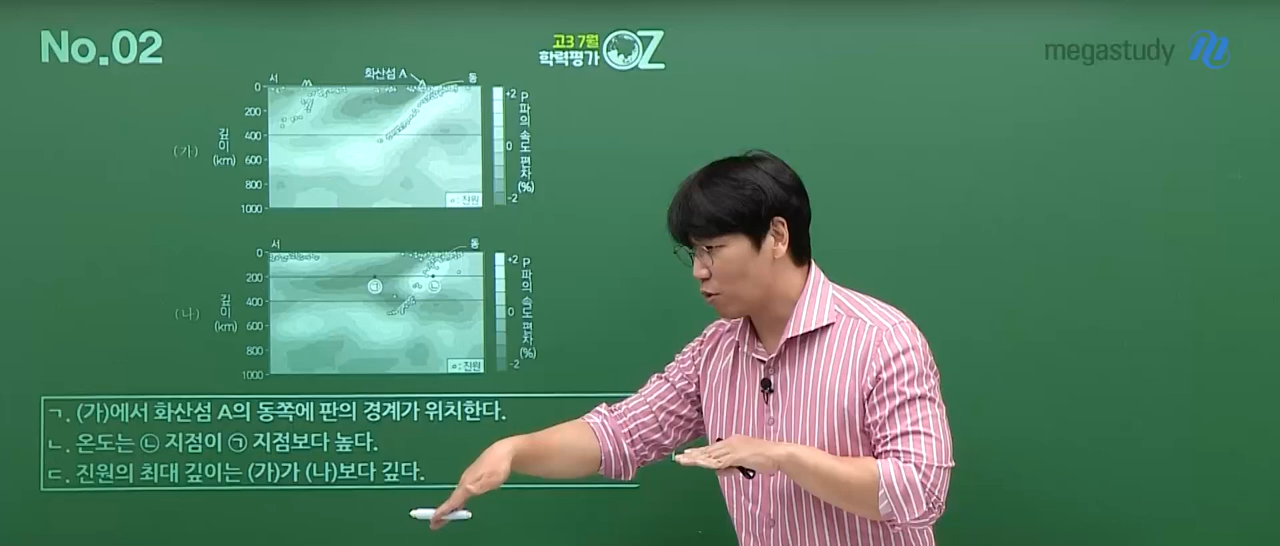 No.02
고3 7월
학력평가 OZ
megastudy
서 화산섬 A 동
0
200
400
600
800
1000
깊이
(km)
(가)
+2
0
-2
P파의 속도 편차(%)
진원
서 동
0
200
400
600
800
1000
깊이
(km)
(나)
㉠ ㉡
+2
0
-2
P파의 속도 편차(%)
진원
ㄱ. (가)에서 화산섬 A의 동쪽에 판의 경계가 위치한다.
ㄴ. 온도는 ㉡ 지점이 ㉠ 지점보다 높다.
ㄷ. 진원의 최대 깊이는 (가)가 (나)보다 깊다.